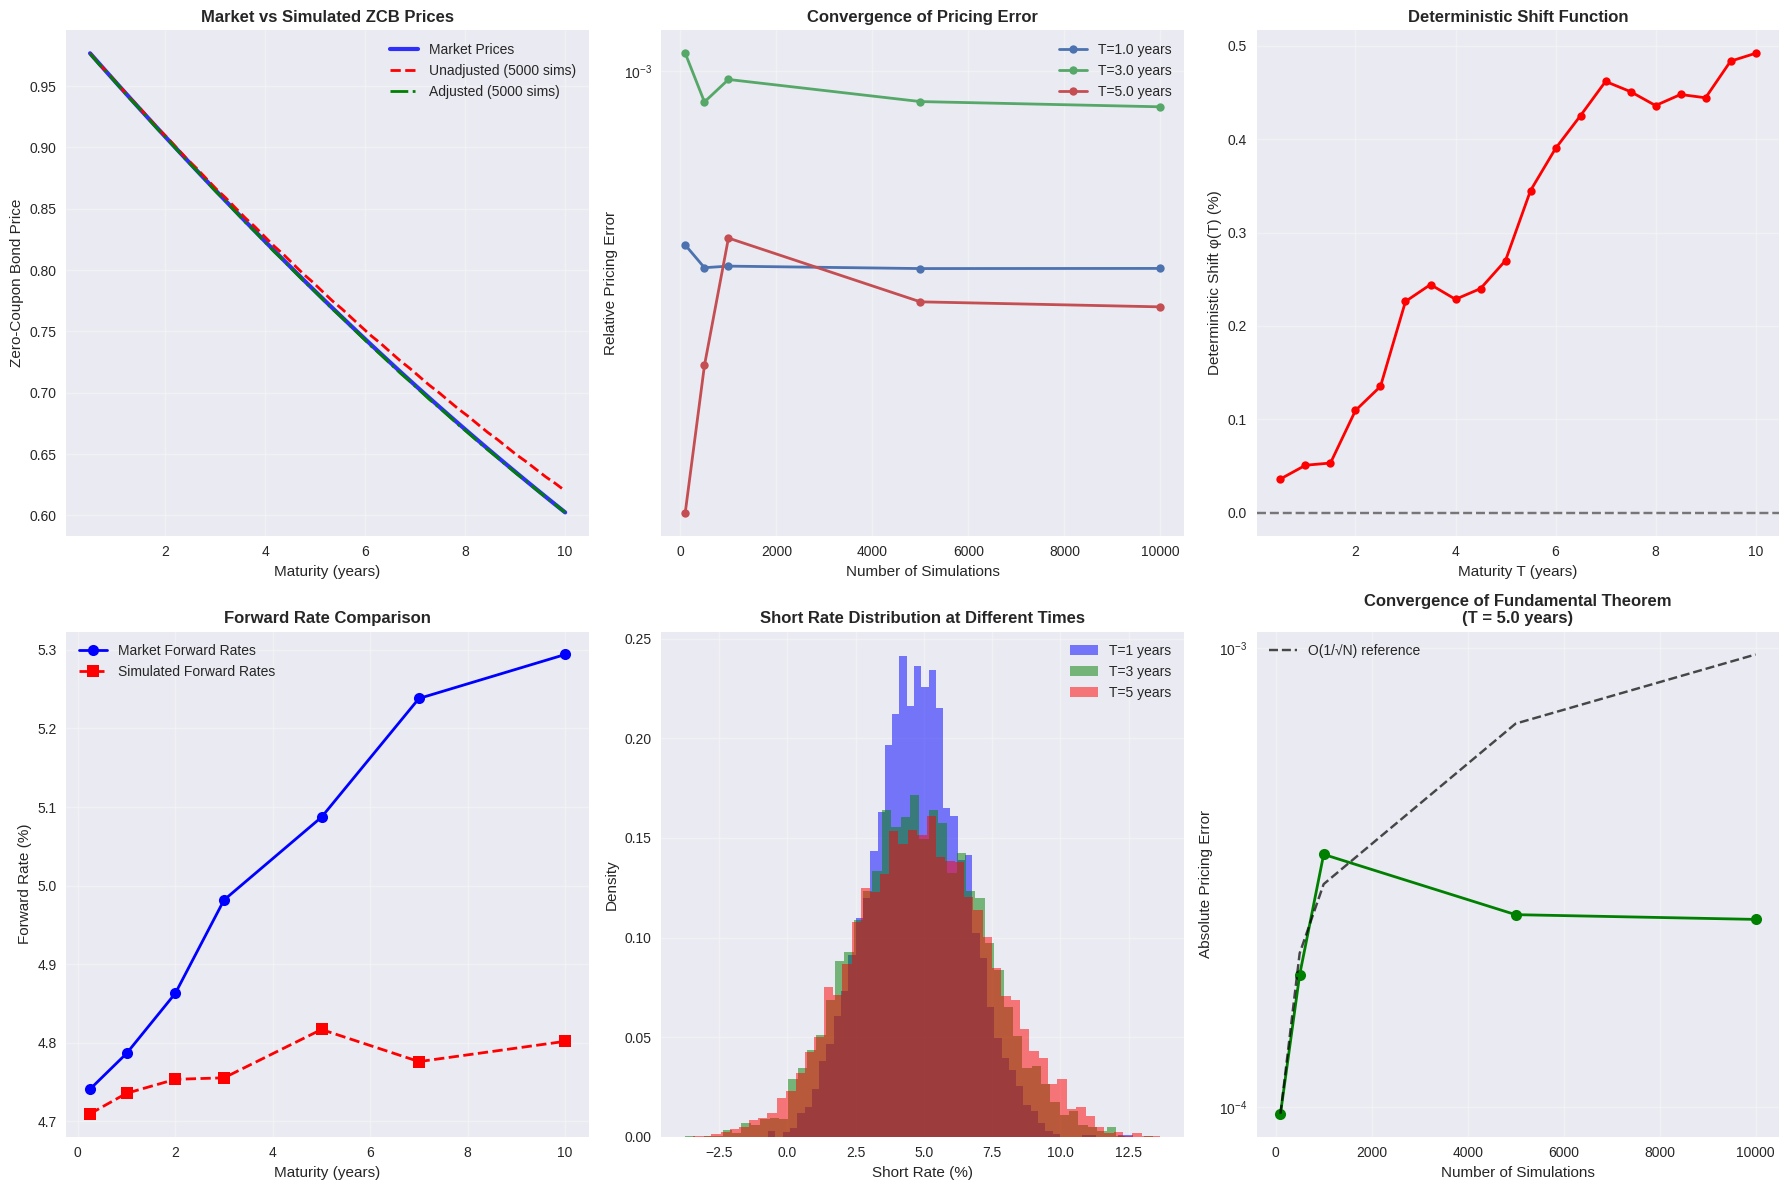 Market vs Simulated ZCB Prices
Market Prices
Unadjusted (5000 sims)
Adjusted (5000 sims)
Zero-Coupon Bond Price
0.95
0.90
0.85
0.80
0.75
0.70
0.65
0.60
2
4
6
8
10
Maturity (years)
Convergence of Pricing Error
T=1.0 years
T=3.0 years
T=5.0 years
Relative Pricing Error
10⁻³
0
2000
4000
6000
8000
10000
Number of Simulations
Deterministic Shift Function
Deterministic Shift φ(T) (%)
0.5
0.4
0.3
0.2
0.1
0.0
2
4
6
8
10
Maturity T (years)
Forward Rate Comparison
Market Forward Rates
Simulated Forward Rates
Forward Rate (%)
5.3
5.2
5.1
5.0
4.9
4.8
4.7
0
2
4
6
8
10
Maturity (years)
Short Rate Distribution at Different Times
T=1 years
T=3 years
T=5 years
Density
0.25
0.20
0.15
0.10
0.05
0.00
−2.5
0.0
2.5
5.0
7.5
10.0
12.5
Short Rate (%)
Convergence of Fundamental Theorem
(T = 5.0 years)
O(1/√N) reference
Absolute Pricing Error
10⁻³
10⁻⁴
0
2000
4000
6000
8000
10000
Number of Simulations